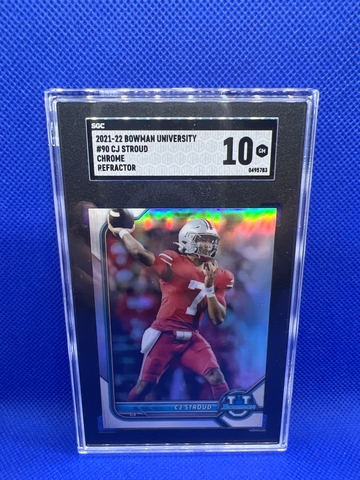 SGC
2021-22 BOWMAN UNIVERSITY
#90 CJ STROUD
CHROME
REFRACTOR
10 GM
0495783
7
CJ STROUD
U